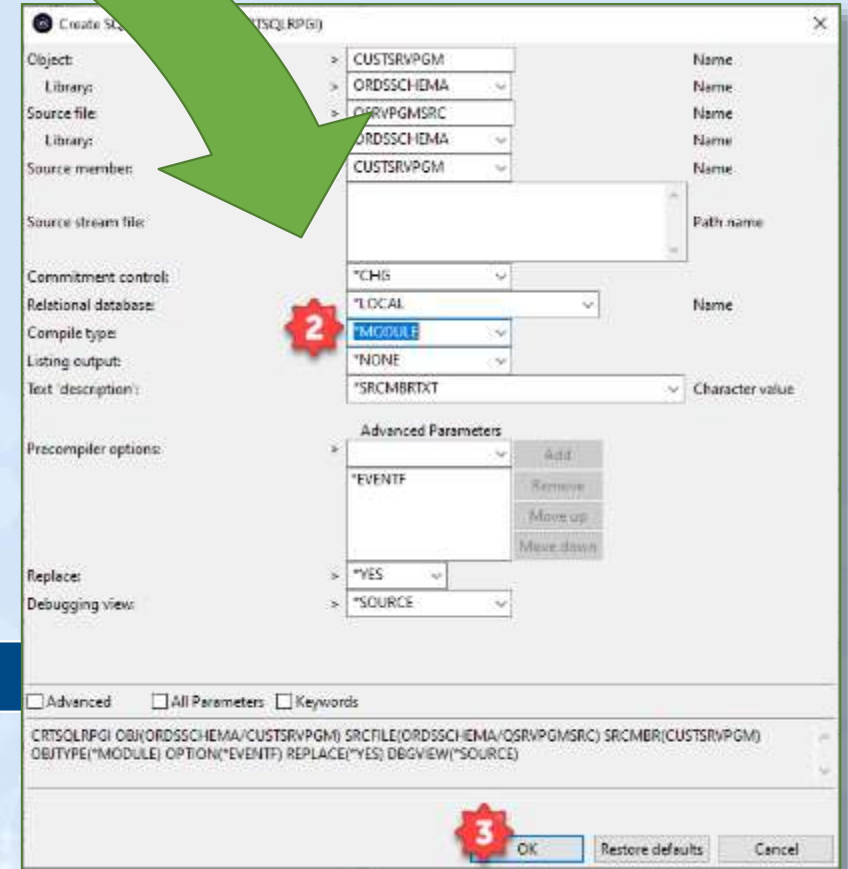 Create SQ TSQLRPGI)
Object: > CUSTSRVPGM Name
Library: > ORDSSCHEMA Name
Source file: > QSRVPGMSRC Name
Library: > ORDSSCHEMA Name
Source member: CUSTSRVPGM Name
Source stream file: Path name
Commitment control: *CHG
Relational database: *LOCAL Name
2
Compile type: *MODULE
Listing output: *NONE
Text 'description': *SRCMBRTXT Character value
Advanced Parameters
Precompiler options: > Add
*EVENTF Remove
Move up
Move down
Replace: > *YES
Debugging view: > *SOURCE
Advanced All Parameters Keywords
CRTSQLRPGI OBJ(ORDSSCHEMA/CUSTSRVPGM) SRCFILE(ORDSSCHEMA/QSRVPGMSRC) SRCMBR(CUSTSRVPGM)
OBJTYPE(*MODULE) OPTION(*EVENTF) REPLACE(*YES) DBGVIEW(*SOURCE)
3
OK Restore defaults Cancel